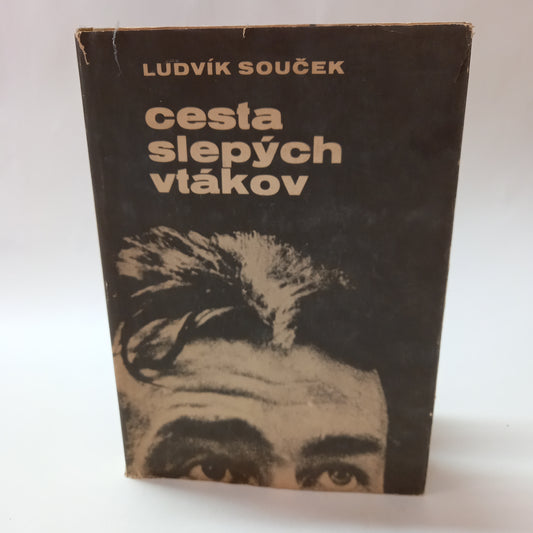 LUDVÍK SOUČEK
cesta
slepých
vtákov